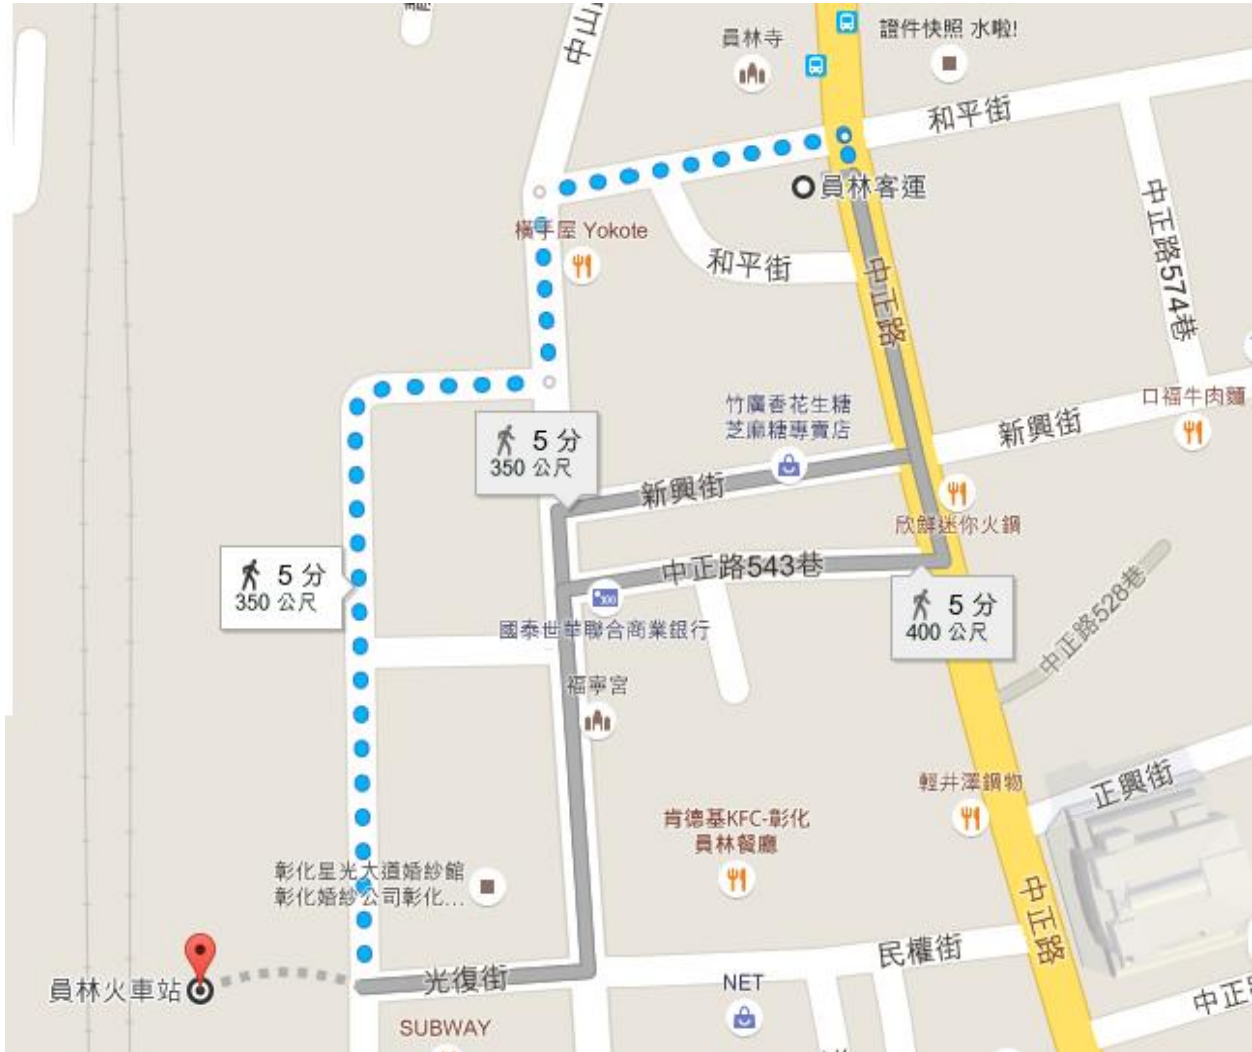 中山
員林寺
證件快照 水啦!
和平街
員林客運
橫手屋 Yokote
和平街
中正路
中正路574巷
竹廣香花生糖
芝麻糖專賣店
口福牛肉麵
新興街
5 分
350 公尺
新興街
欣鮮迷你火鍋
5 分
350 公尺
中正路543巷
5 分
400 公尺
國泰世華聯合商業銀行
中正路528巷
福寧宮
正興街
輕井澤鍋物
肯德基KFC-彰化
員林餐廳
彰化星光大道婚紗館
彰化婚紗公司彰化...
中正路
民權街
光復街
員林火車站
NET
中正
SUBWAY